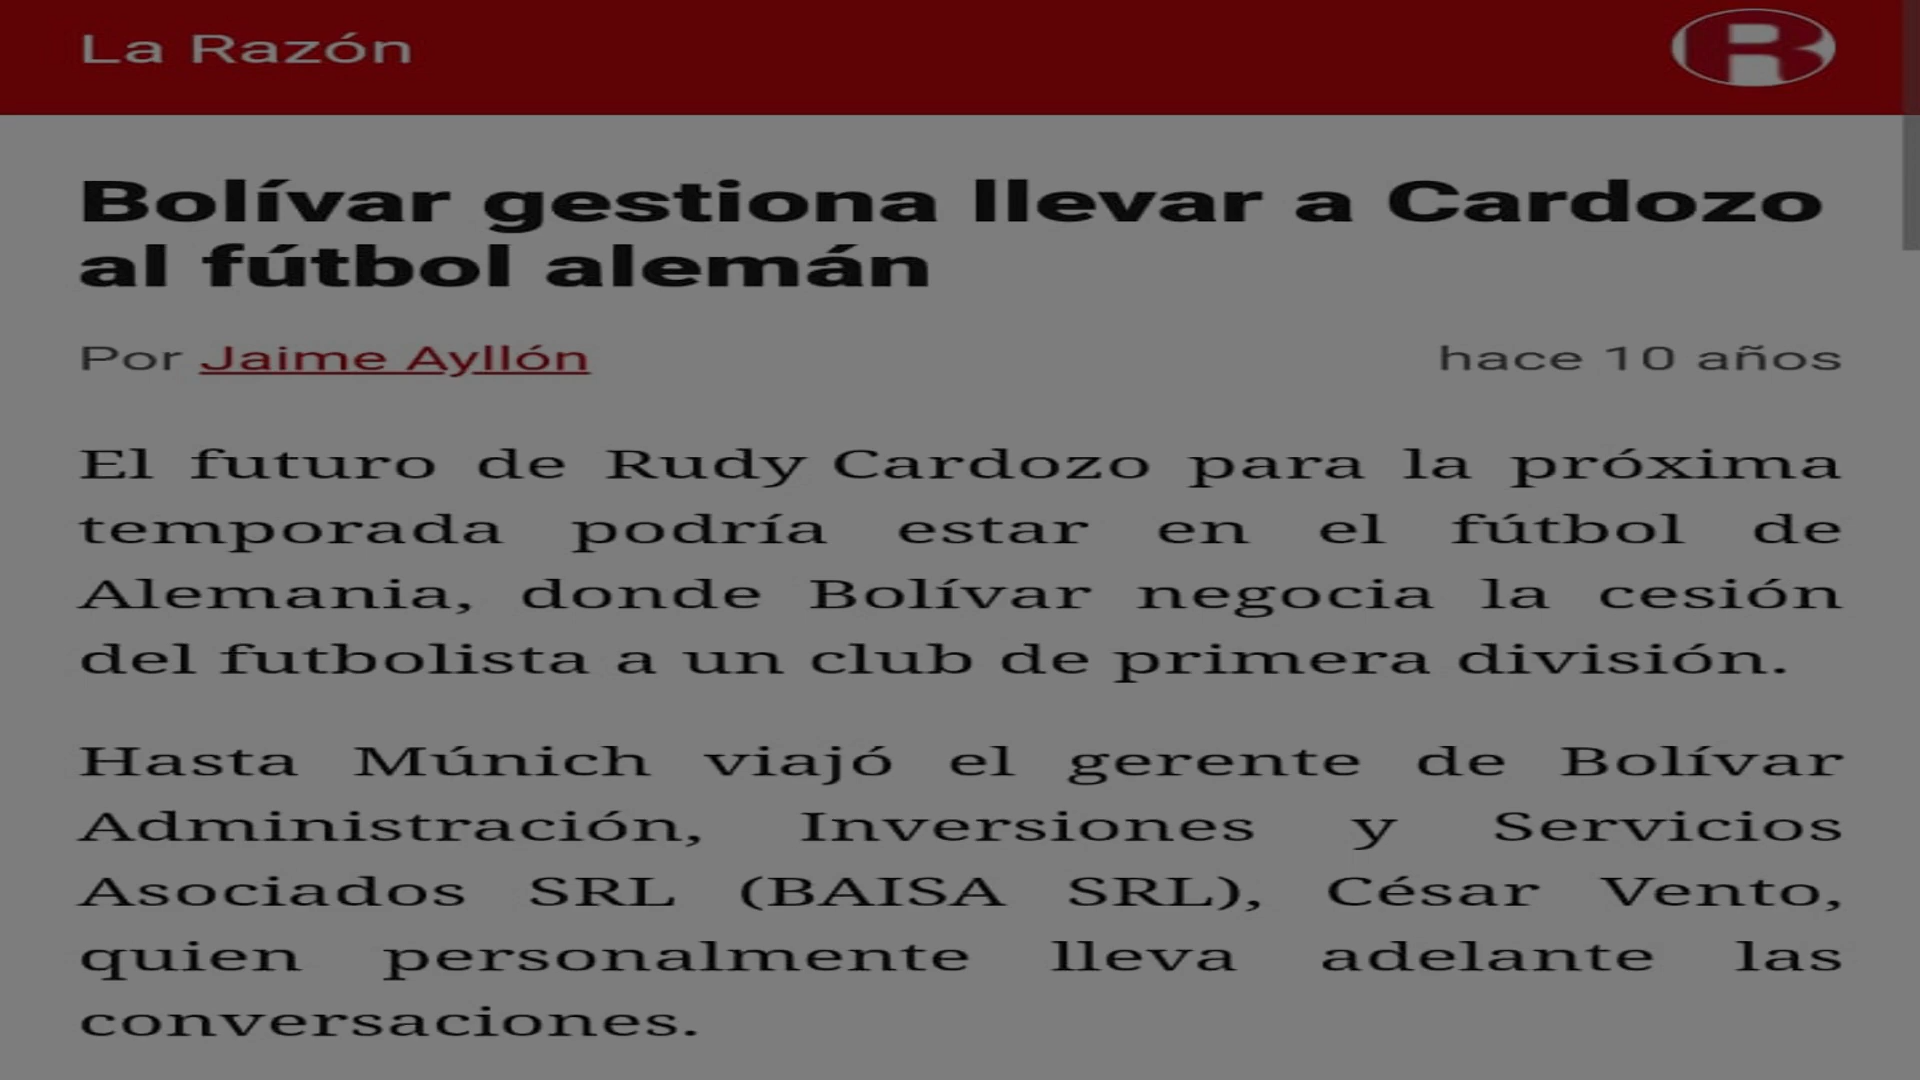 La Razón
R
Bolívar gestiona llevar a Cardozo
al fútbol alemán
Por Jaime Ayllón hace 10 años
El futuro de Rudy Cardozo para la próxima
temporada podría estar en el fútbol de
Alemania, donde Bolívar negocia la cesión
del futbolista a un club de primera división.
Hasta Múnich viajó el gerente de Bolívar
Administración, Inversiones y Servicios
Asociados SRL (BAISA SRL), César Vento,
quien personalmente lleva adelante las
conversaciones.